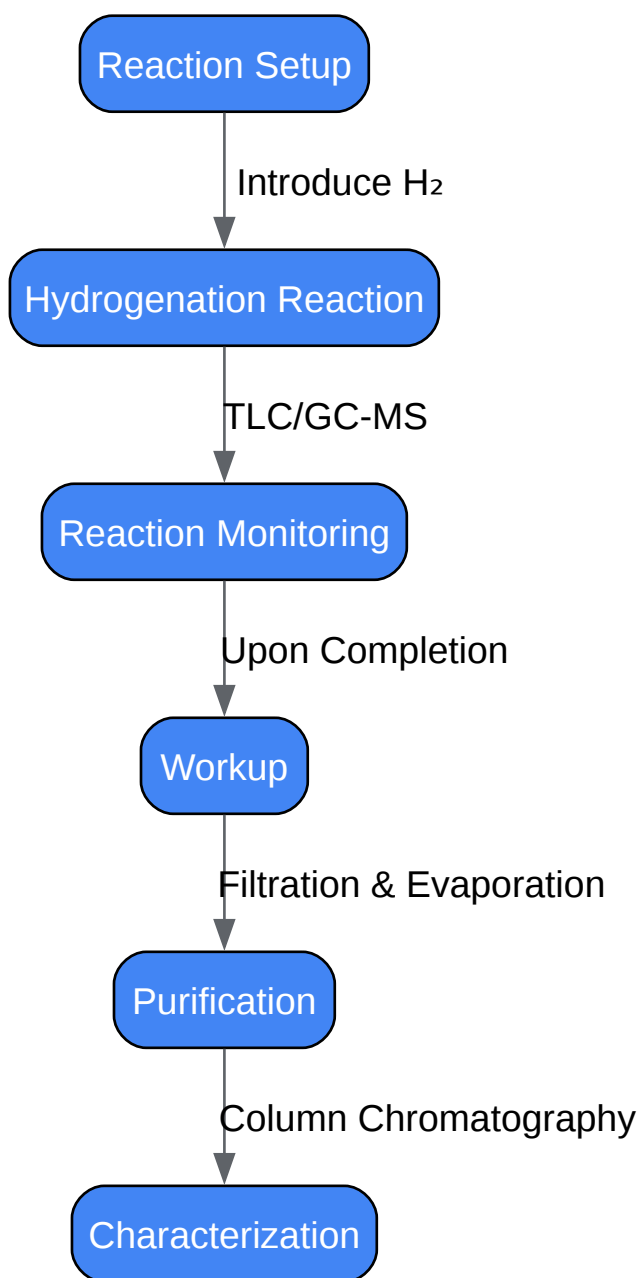 Reaction Setup
Introduce H₂
Hydrogenation Reaction
TLC/GC-MS
Reaction Monitoring
Upon Completion
Workup
Filtration & Evaporation
Purification
Column Chromatography
Characterization